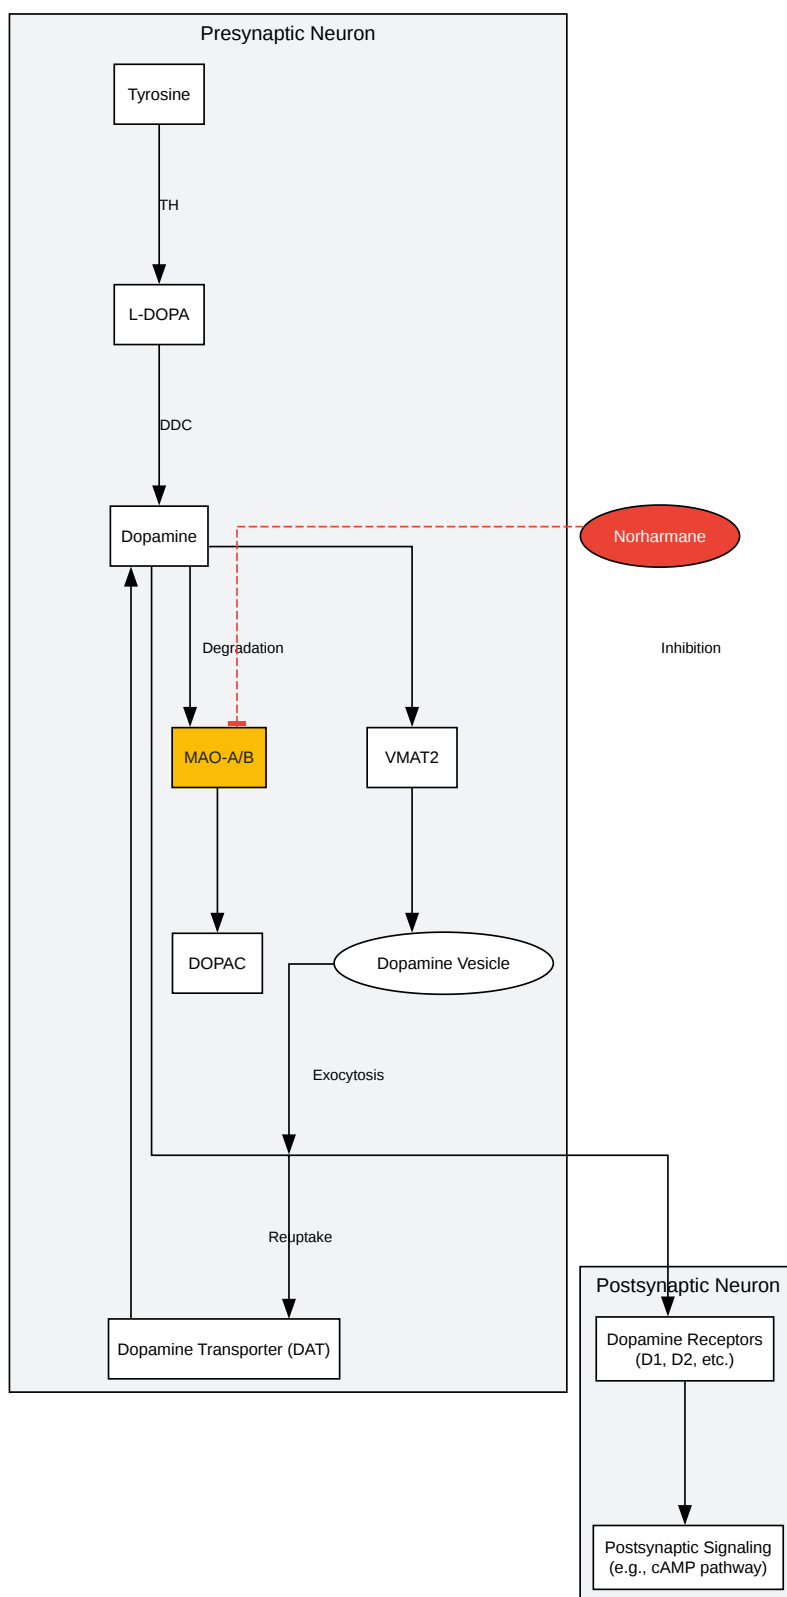 Presynaptic Neuron
Tyrosine
TH
L-DOPA
DDC
Dopamine
Norharmane
Degradation
Inhibition
MAO-A/B
VMAT2
DOPAC
Dopamine Vesicle
Exocytosis
Reuptake
Postsynaptic Neuron
Dopamine Transporter (DAT)
Dopamine Receptors
(D1, D2, etc.)
Postsynaptic Signaling
(e.g., cAMP pathway)